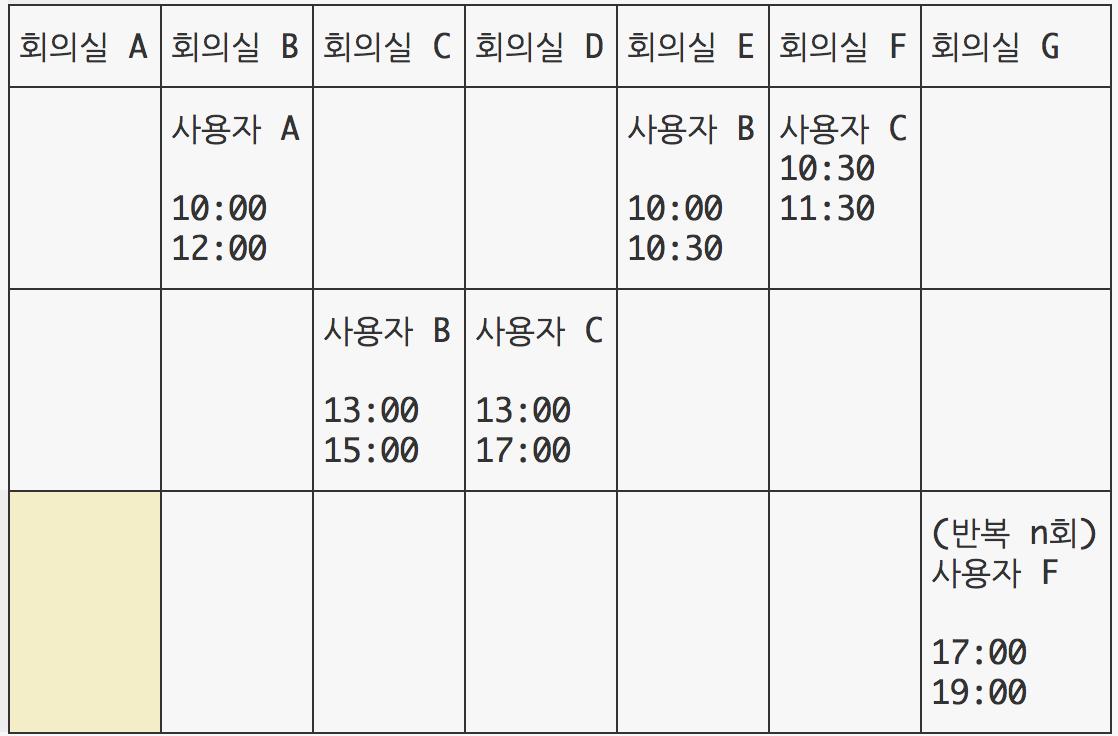 회의실 A 회의실 B 회의실 C 회의실 D 회의실 E 회의실 F 회의실 G
사용자 A
10:00
12:00
사용자 B
10:00
10:30
사용자 C
10:30
11:30
사용자 B
13:00
15:00
사용자 C
13:00
17:00
(반복 n회)
사용자 F
17:00
19:00